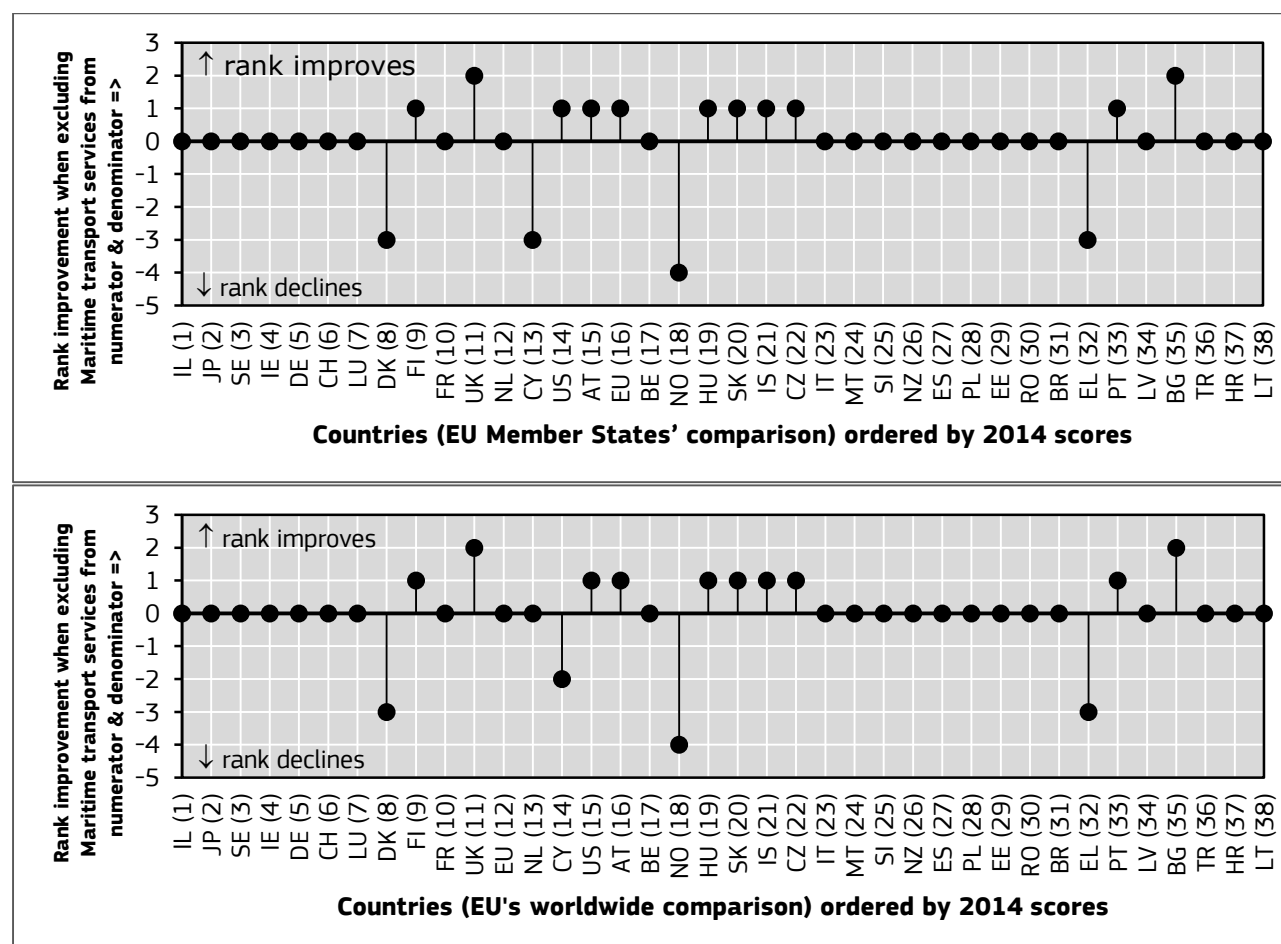 Rank improvement when excluding
Maritime transport services from
numerator & denominator =>
3
2
1
0
-1
-2
-3
-4
-5
↑ rank improves
↓ rank declines
IL (1)
JP (2)
SE (3)
IE (4)
DE (5)
CH (6)
LU (7)
DK (8)
FI (9)
FR (10)
UK (11)
NL (12)
CY (13)
US (14)
AT (15)
EU (16)
BE (17)
NO (18)
HU (19)
SK (20)
IS (21)
CZ (22)
IT (23)
MT (24)
SI (25)
NZ (26)
ES (27)
PL (28)
EE (29)
RO (30)
BR (31)
EL (32)
PT (33)
LV (34)
BG (35)
TR (36)
HR (37)
LT (38)
Countries (EU Member States’ comparison) ordered by 2014 scores
Rank improvement when excluding
Maritime transport services from
numerator & denominator =>
3
2
1
0
-1
-2
-3
-4
-5
↑ rank improves
↓ rank declines
IL (1)
JP (2)
SE (3)
IE (4)
DE (5)
CH (6)
LU (7)
DK (8)
FI (9)
FR (10)
UK (11)
EU (12)
NL (13)
CY (14)
US (15)
AT (16)
BE (17)
NO (18)
HU (19)
SK (20)
IS (21)
CZ (22)
IT (23)
MT (24)
SI (25)
NZ (26)
ES (27)
PL (28)
EE (29)
RO (30)
BR (31)
EL (32)
PT (33)
LV (34)
BG (35)
TR (36)
HR (37)
LT (38)
Countries (EU's worldwide comparison) ordered by 2014 scores